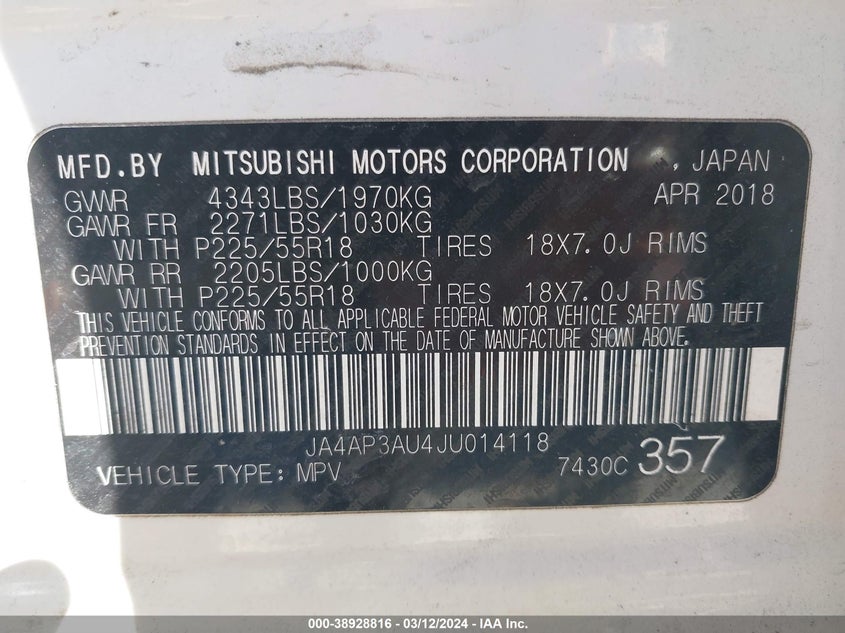 MFD.BY MITSUBISHI MOTORS CORPORATION , JAPAN
GVWR 4343LBS/1970KG APR 2018
GAWR FR 2271LBS/1030KG
WITH P225/55R18 TIRES 18X7.0J RIMS
GAWR RR 2205LBS/1000KG
WITH P225/55R18 TIRES 18X7.0J RIMS
THIS VEHICLE CONFORMS TO ALL APPLICABLE FEDERAL MOTOR VEHICLE SAFETY AND THEFT
PREVENTION STANDARDS IN EFFECT ON THE DATE OF MANUFACTURE SHOWN ABOVE.
JA4AP3AU4JU014118
VEHICLE TYPE: MPV 7430C 357
000-38928816 - 03/12/2024 - IAA Inc.